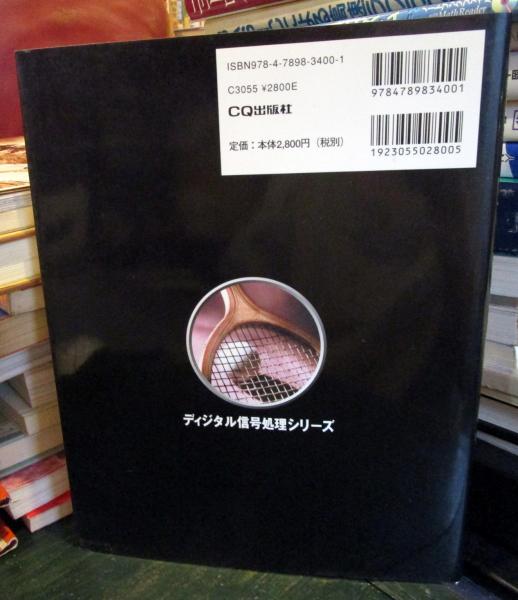 ISBN978-4-7898-3400-1
C3055 ¥2800E
CQ出版社
定価：本体2,800円（税別）
9784789834001
1923055028005
ディジタル信号処理シリーズ
MathReader